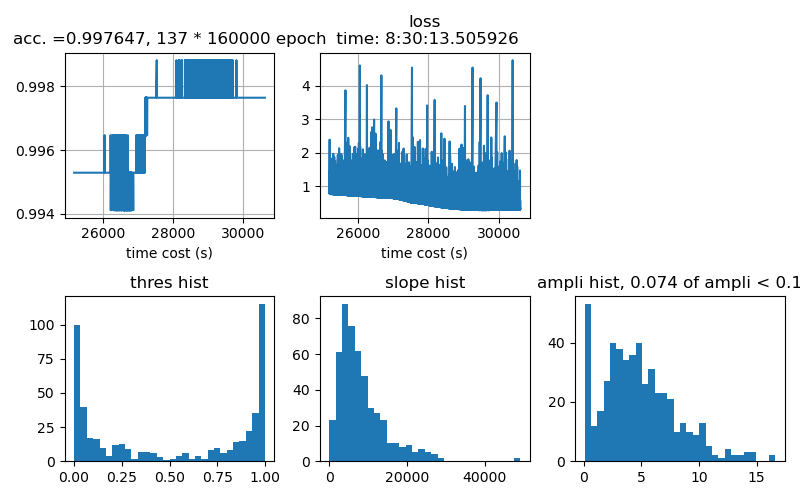 loss
acc. =0.997647, 137 * 160000 epoch time: 8:30:13.505926
0.998
0.996
0.994
26000 28000 30000
time cost (s)
4
3
2
1
26000 28000 30000
time cost (s)
thres hist
100
75
50
25
0
0.00 0.25 0.50 0.75 1.00
slope hist
80
60
40
20
0
0 20000 40000
ampli hist, 0.074 of ampli < 0.1
40
20
0
0 5 10 15